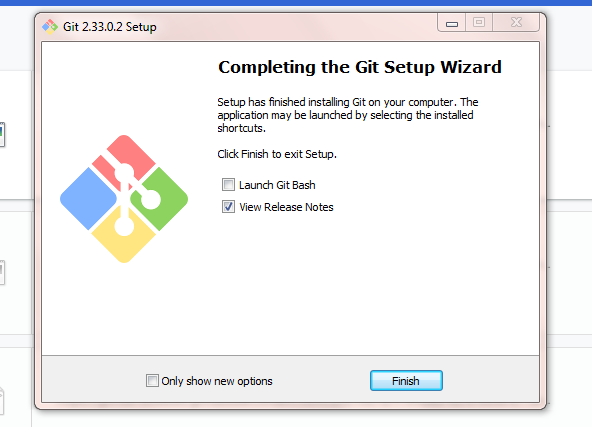 Git 2.33.0.2 Setup
Completing the Git Setup Wizard
Setup has finished installing Git on your computer. The
application may be launched by selecting the installed
shortcuts.
Click Finish to exit Setup.
Launch Git Bash
View Release Notes
Only show new options
Finish